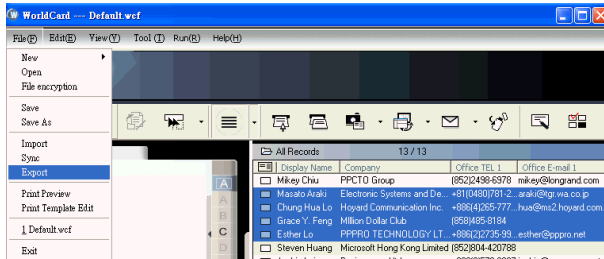 WorldCard --- Default.wcf
File(F) Edit(E) View(V) Tool (T) Run(R) Help(H)
New
Open
File encryption
Save
Save As
Import
Sync
Export
Print Preview
Print Template Edit
1 Default.wcf
Exit
All Records 13 / 13
Display Name Company Office TEL 1 Office E-mail 1
Mikey Chiu PPCTO Group (852)2498-6978 mikey@longrand.com
Masato Araki Electronic Systems and De... +81(0480)781-2... araki@tgr.wa.co.jp
Chung Hua Lo Hoyard Communication Inc. +886(4)265-777... hua@ms2.hoyard.com
Grace Y. Feng MIllion Dollar Club (858)485-8184
Esther Lo PPPRO TECHNOLOGY LT... +886(2)2735-99... esther@pppro.net
Steven Huang Microsoft Hong Kong Limited (852)804-420788
A
A
B
C
D